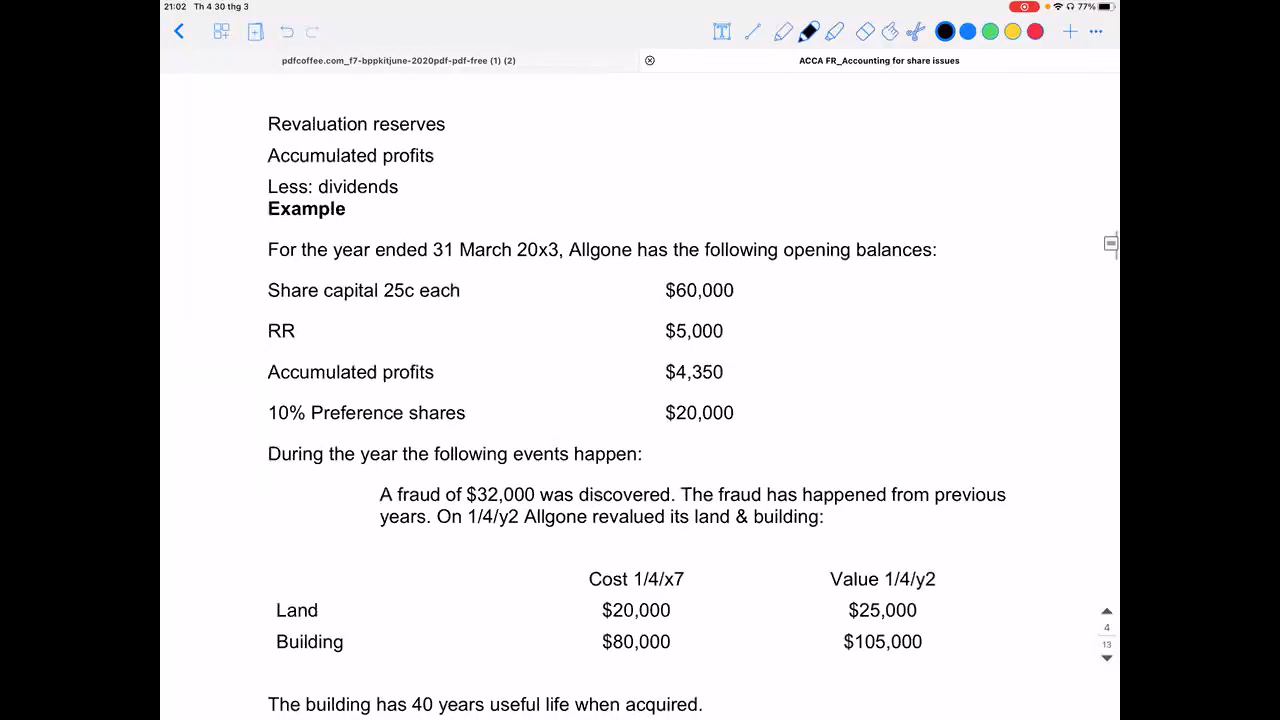 21:02 Th 4 30 thg 3 77%
pdfcoffee.com_f7-bppkitjune-2020pdf-pdf-free (1) (2) ACCA FR_Accounting for share issues
Revaluation reserves
Accumulated profits
Less: dividends
Example
For the year ended 31 March 20x3, Allgone has the following opening balances:
Share capital 25c each $60,000
RR $5,000
Accumulated profits $4,350
10% Preference shares $20,000
During the year the following events happen:
A fraud of $32,000 was discovered. The fraud has happened from previous
years. On 1/4/y2 Allgone revalued its land & building:
Cost 1/4/x7 Value 1/4/y2
Land $20,000 $25,000
Building $80,000 $105,000
4
13
The building has 40 years useful life when acquired.